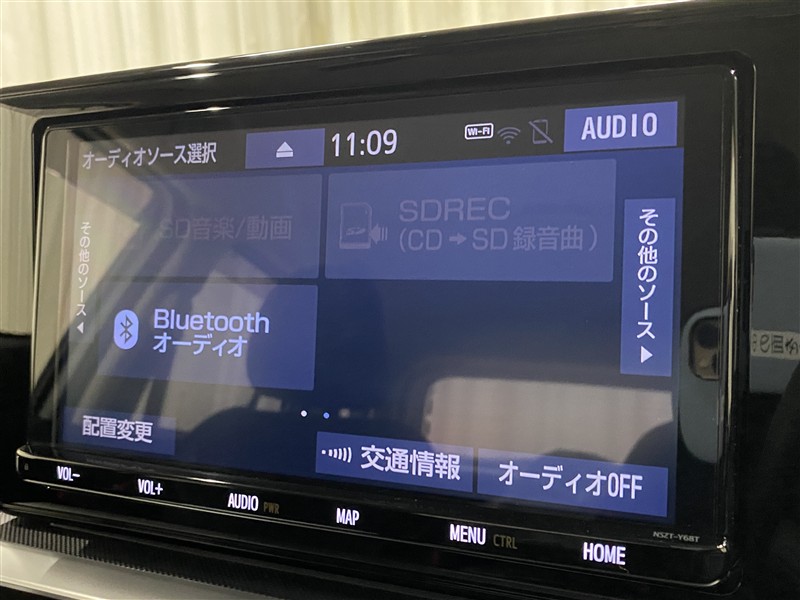 オーディオソース選択
11:09
Wi-Fi
AUDIO
その他のソース
SD音楽/動画
SDREC
(CD→SD録音曲)
その他のソース
Bluetooth
オーディオ
配置変更
交通情報
オーディオOFF
VOL-
VOL+
AUDIO PWR
MAP
MENU CTRL
HOME
NSZT-Y68T